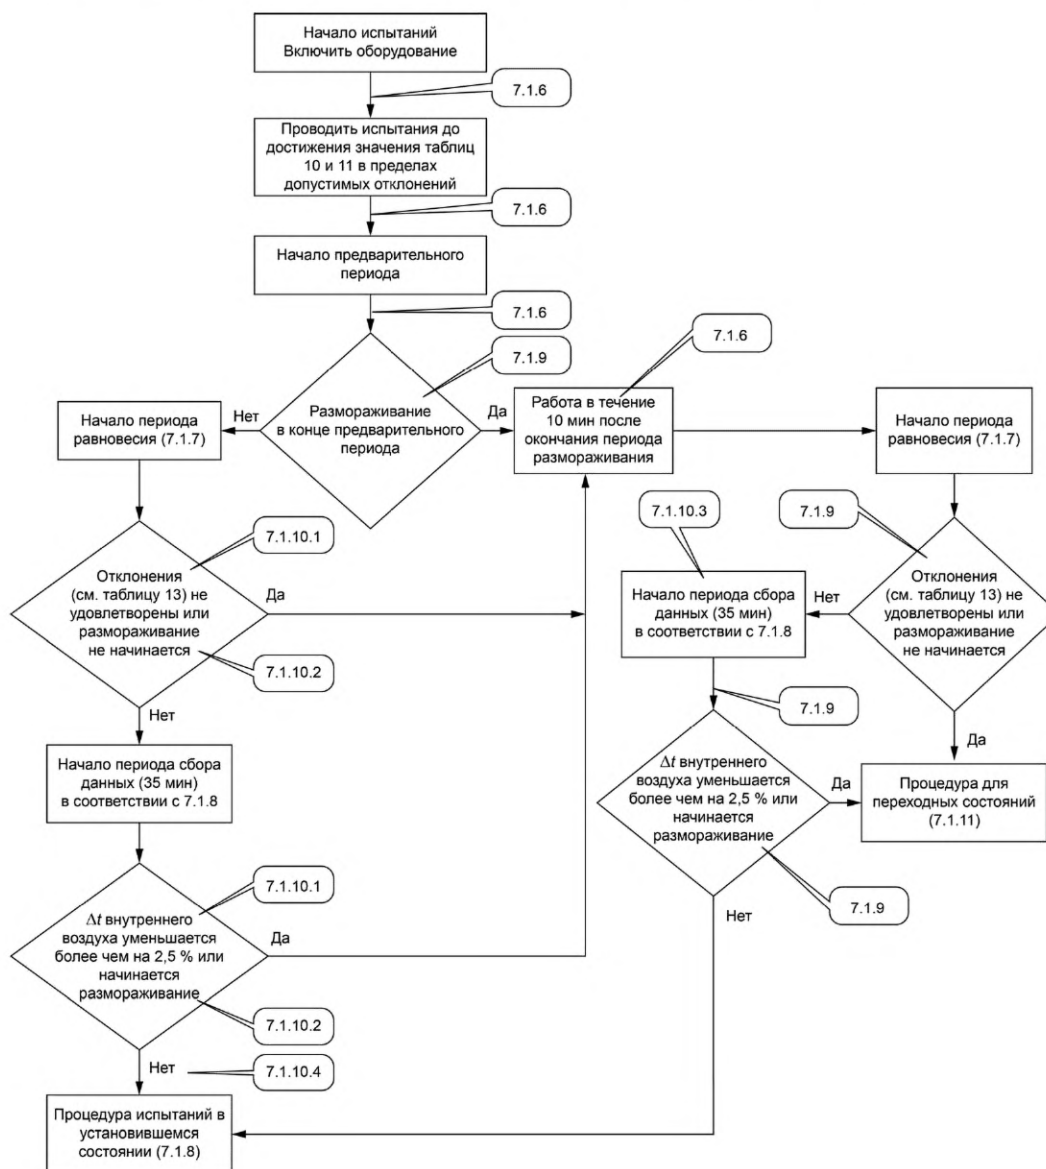 Начало испытаний
Включить оборудование
7.1.6
Проводить испытания до
достижения значения таблиц
10 и 11 в пределах
допустимых отклонений
7.1.6
Начало предварительного
периода
7.1.6
7.1.9
7.1.6
Размораживание
в конце предварительного
периода
Нет
Да
Начало периода
равновесия (7.1.7)
Работа в течение
10 мин после
окончания периода
размораживания
Начало периода
равновесия (7.1.7)
7.1.10.1
Отклонения
(см. таблицу 13) не
удовлетворены или
размораживание
не начинается
Да
7.1.10.2
Нет
7.1.10.3
7.1.9
Начало периода сбора
данных (35 мин)
в соответствии с 7.1.8
Нет
Отклонения
(см. таблицу 13) не
удовлетворены или
размораживание
не начинается
7.1.9
Да
Начало периода сбора
данных (35 мин)
в соответствии с 7.1.8
Δt внутреннего
воздуха уменьшается
более чем на 2,5 % или
начинается
размораживание
Да
Процедура для
переходных состояний
(7.1.11)
7.1.9
Нет
7.1.10.1
Δt внутреннего
воздуха уменьшается
более чем на 2,5 % или
начинается
размораживание
Да
7.1.10.2
Нет
7.1.10.4
Процедура испытаний в
установившемся
состоянии (7.1.8)